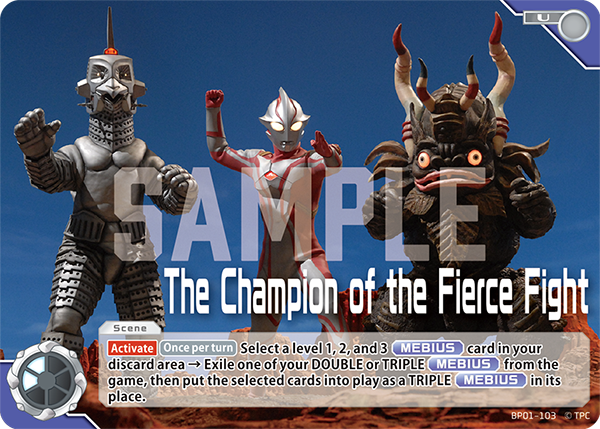 U
SAMPLE
The Champion of the Fierce Fight
Scene
Activate Once per turn Select a level 1, 2, and 3 MEBIUS card in your
discard area → Exile one of your DOUBLE or TRIPLE MEBIUS from the
game, then put the selected cards into play as a TRIPLE MEBIUS in its
place.
BP01-103 © TPC